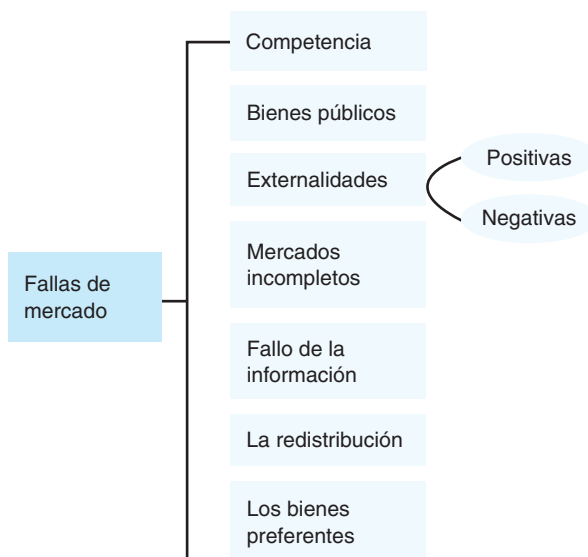 Competencia
Bienes públicos
Externalidades
Positivas
Negativas
Mercados
incompletos
Fallas de
mercado
Fallo de la
información
La redistribución
Los bienes
preferentes